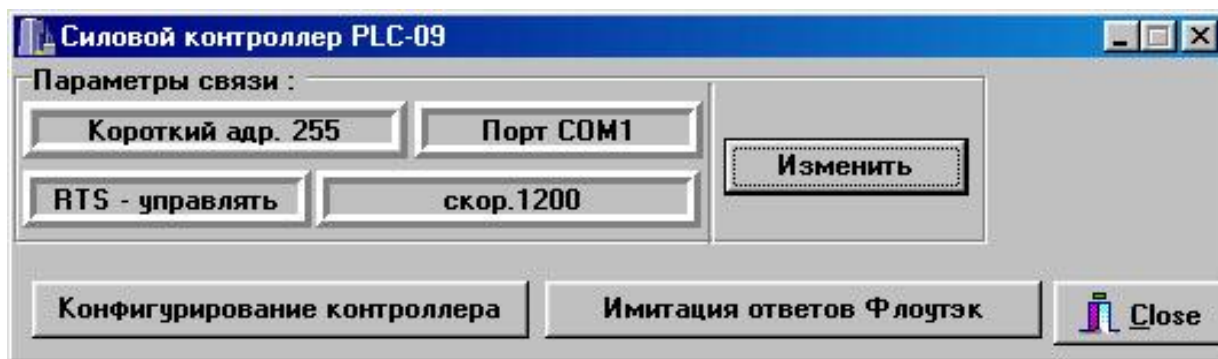 Силовой контроллер PLC-09
Параметры связи :
Короткий адр. 255
Порт COM1
Изменить
RTS - управлять
скор.1200
Конфигурирование контроллера
Имитация ответов Флоутэк
Close